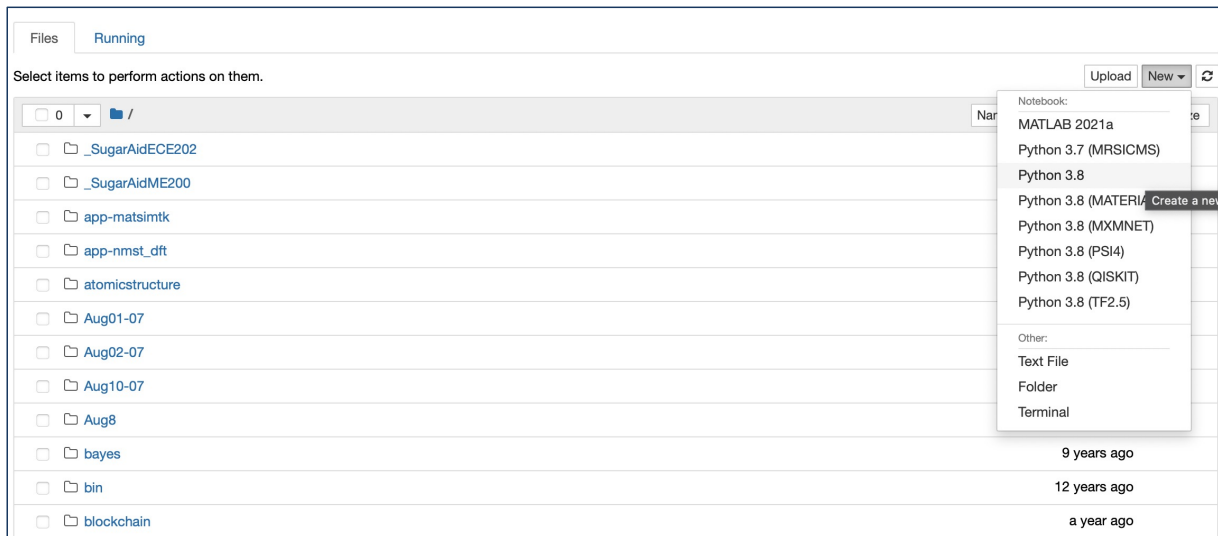 Files Running
Select items to perform actions on them. Upload New
0 / Nar ze
Notebook:
MATLAB 2021a
Python 3.7 (MRSICMS)
Python 3.8
Python 3.8 (MATERIA Create a new
Python 3.8 (MXMNET)
Python 3.8 (PSI4)
Python 3.8 (QISKIT)
Python 3.8 (TF2.5)
Other:
Text File
Folder
Terminal
_SugarAidECE202
_SugarAidME200
app-matsimtk
app-nmst_dft
atomicstructure
Aug01-07
Aug02-07
Aug10-07
Aug8
bayes 9 years ago
bin 12 years ago
blockchain a year ago